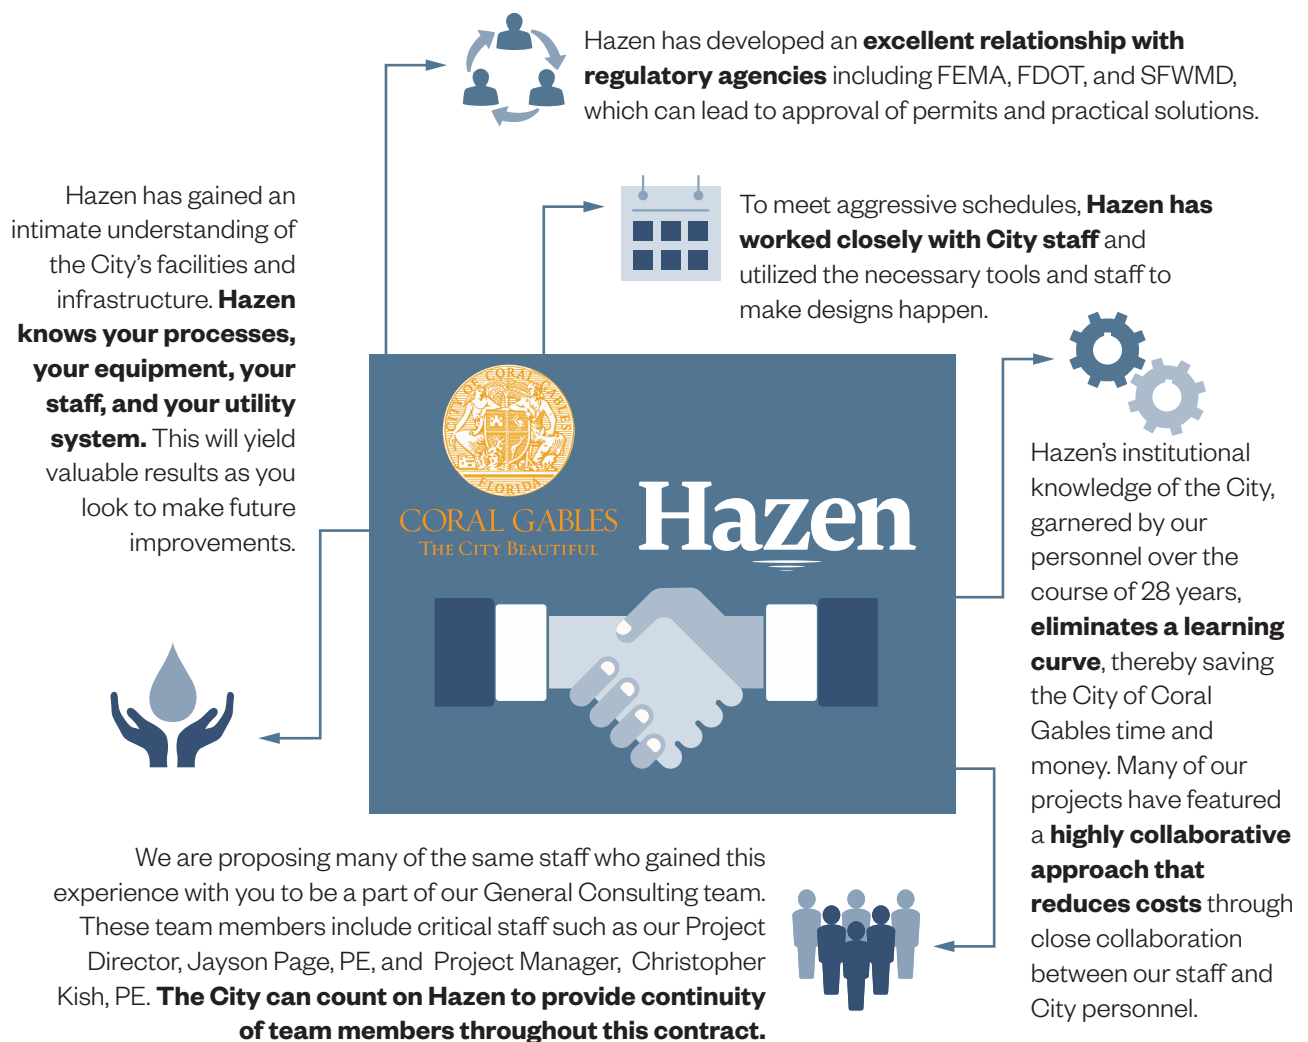 Hazen has developed an excellent relationship with
regulatory agencies including FEMA, FDOT, and SFWMD,
which can lead to approval of permits and practical solutions.
To meet aggressive schedules, Hazen has
worked closely with City staff and
utilized the necessary tools and staff to
make designs happen.
Hazen has gained an
intimate understanding of
the City’s facilities and
infrastructure. Hazen
knows your processes,
your equipment, your
staff, and your utility
system. This will yield
valuable results as you
look to make future
improvements.
CITY OF CORAL GABLES
FLORIDA
CORAL GABLES
THE CITY BEAUTIFUL
Hazen
Hazen’s institutional
knowledge of the City,
garnered by our
personnel over the
course of 28 years,
eliminates a learning
curve, thereby saving
the City of Coral
Gables time and
money. Many of our
projects have featured
a highly collaborative
approach that
reduces costs through
close collaboration
between our staff and
City personnel.
We are proposing many of the same staff who gained this
experience with you to be a part of our General Consulting team.
These team members include critical staff such as our Project
Director, Jayson Page, PE, and Project Manager, Christopher
Kish, PE. The City can count on Hazen to provide continuity
of team members throughout this contract.